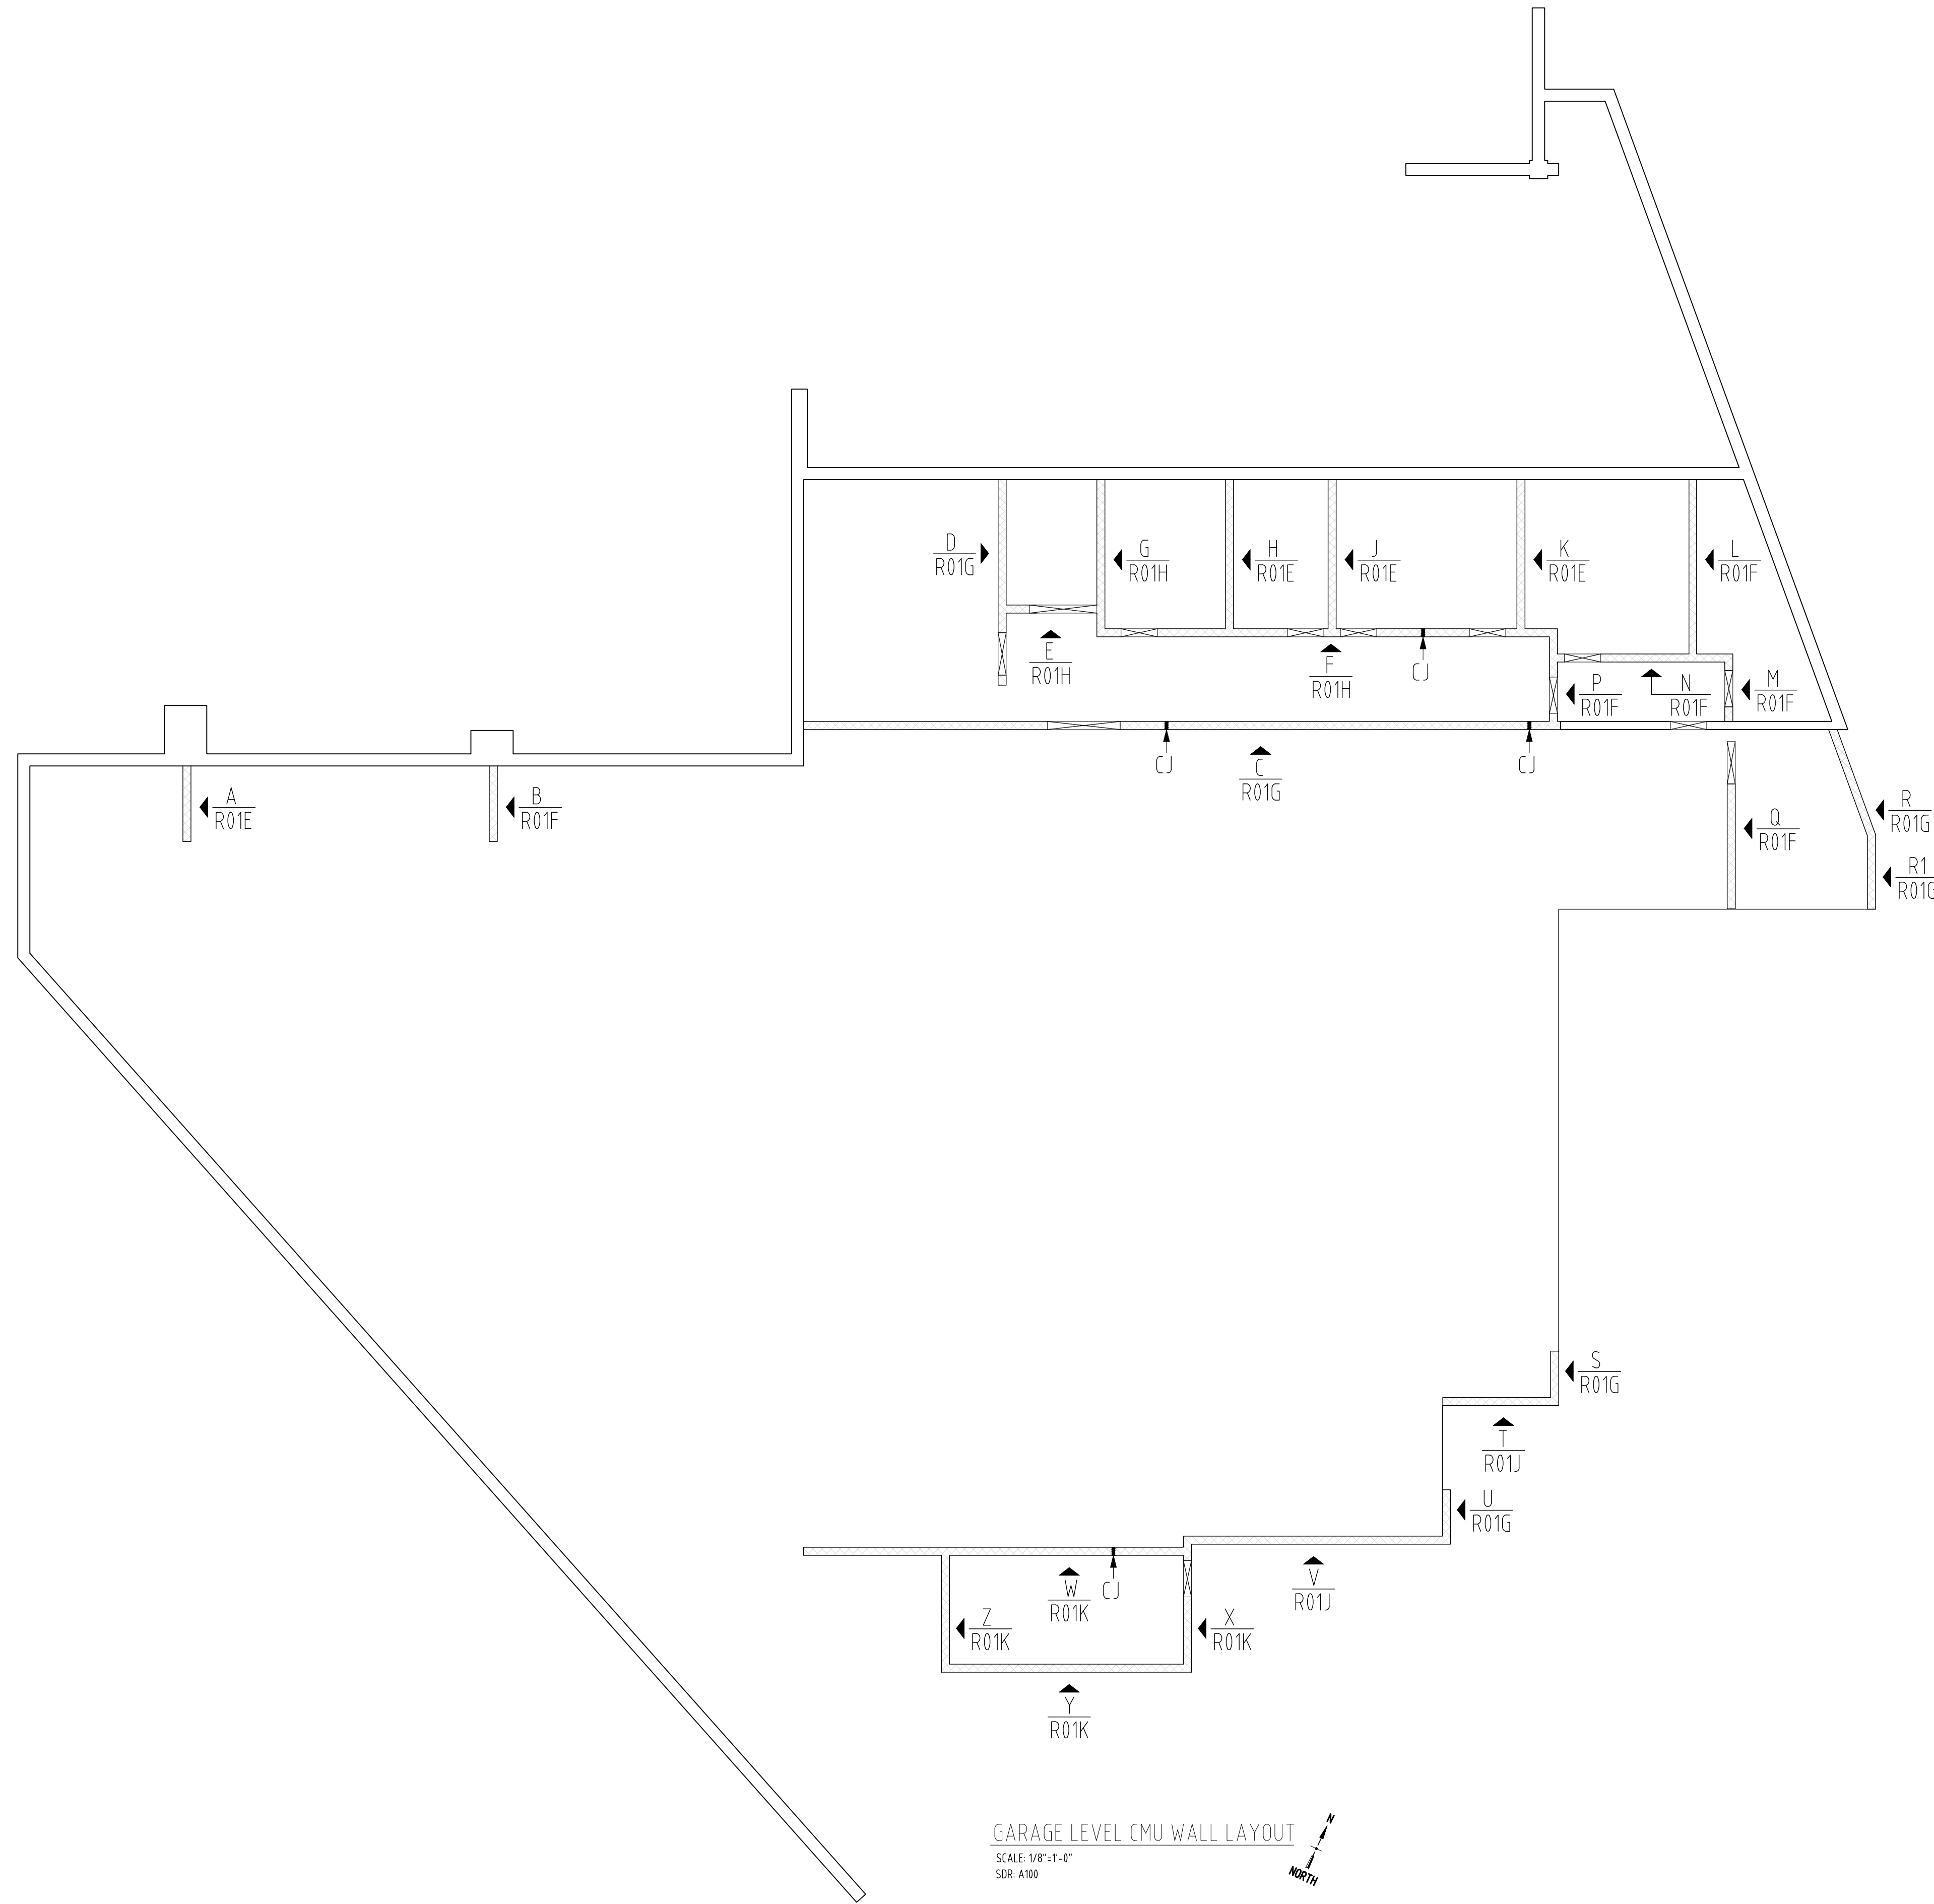 D
R01G
G
R01H
H
R01E
J
R01E
K
R01E
L
R01F
E
R01H
F
R01H
CJ
P
R01F
N
R01F
M
R01F
CJ
C
R01G
CJ
A
R01E
B
R01F
Q
R01F
R
R01G
R1
R01G
S
R01G
T
R01J
U
R01G
V
R01J
W
R01K
CJ
Z
R01K
X
R01K
Y
R01K
GARAGE LEVEL CMU WALL LAYOUT
SCALE: 1/8"=1'-0"
SDR: A100
N
NORTH